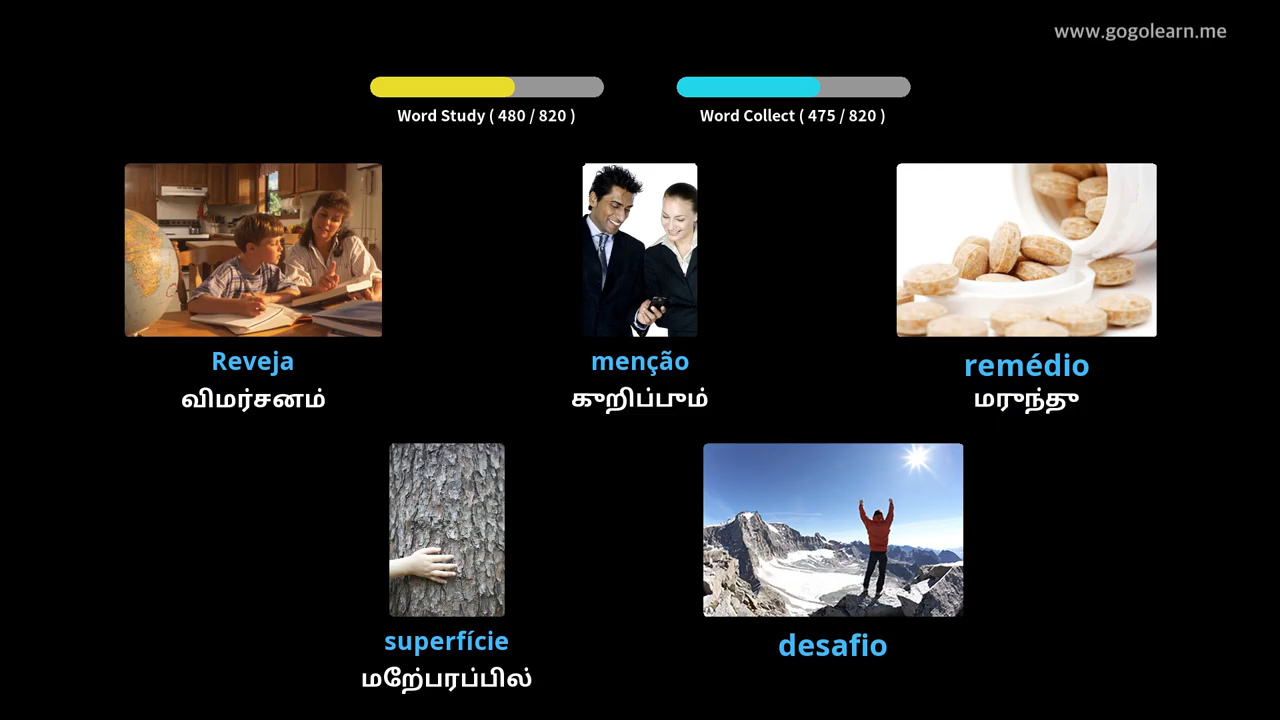 www.gogolearn.me
Word Study ( 480 / 820 )
Word Collect ( 475 / 820 )
Reveja
விமர்சனம்
menção
குறிப்பும்
remédio
மருந்து
superfície
மேற்பரப்பில்
desafio